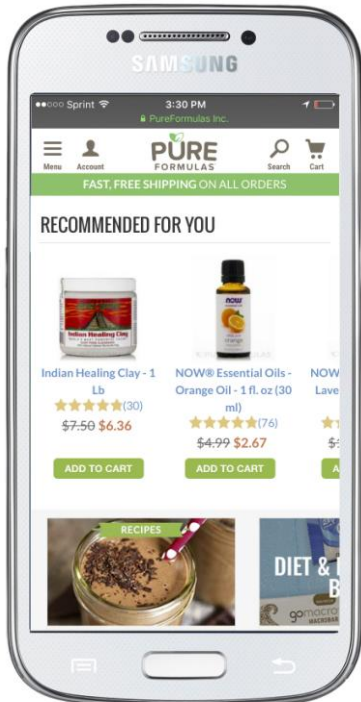 SAMSUNG
Sprint 3:30 PM
PureFormulas Inc.
PURE
FORMULAS
Menu Account Search Cart
FAST, FREE SHIPPING ON ALL ORDERS
RECOMMENDED FOR YOU
Indian Healing Clay
now
orange
Indian Healing Clay - 1
Lb
(30)
$7.50 $6.36
ADD TO CART
NOW® Essential Oils -
Orange Oil - 1 fl. oz (30
ml)
(76)
$4.99 $2.67
ADD TO CART
NOW
Lave
$
A
RECIPES
DIET &
B
gomacro
MACROBAR